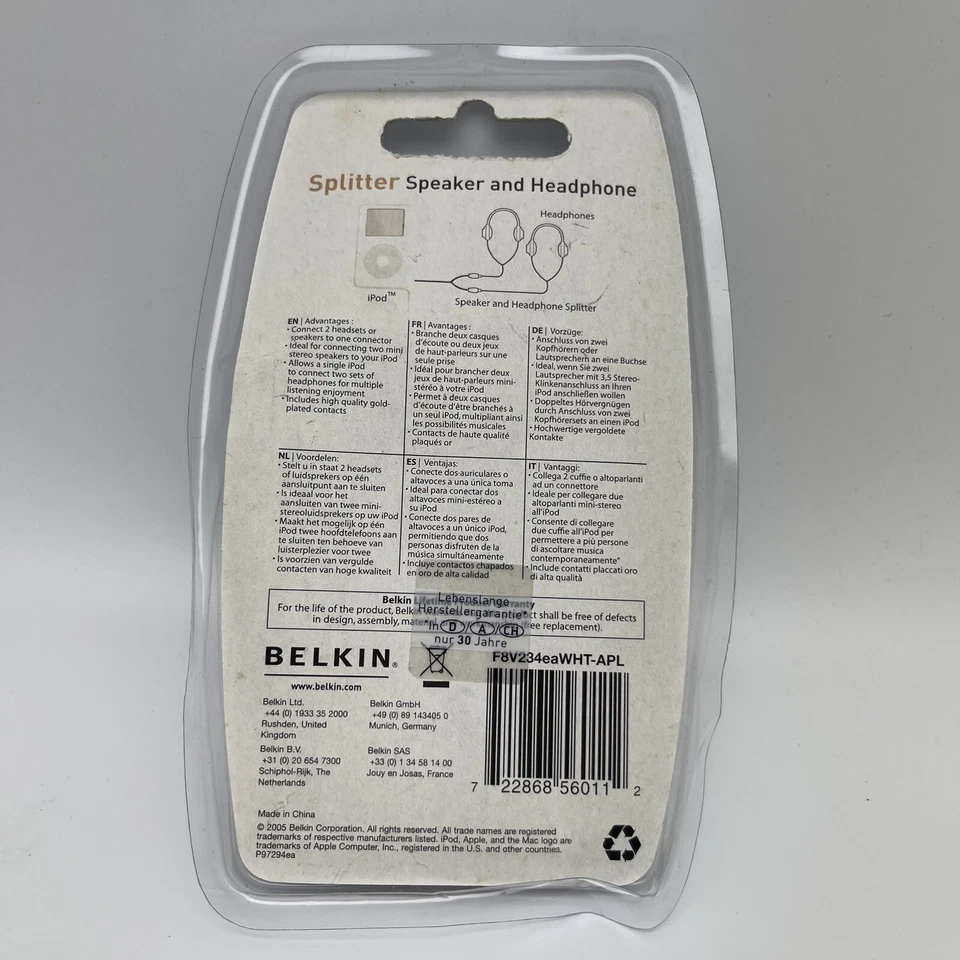 Splitter Speaker and Headphone
Headphones
iPod™
Speaker and Headphone Splitter
EN | Advantages :
• Connect 2 headsets or
speakers to one connector
• Ideal for connecting two mini
stereo speakers to your iPod
• Allows a single iPod
to connect two sets of
headphones for multiple
listening enjoyment
• Includes high quality gold-
plated contacts
FR | Avantages :
• Branche deux casques
d'écoute ou deux jeux
de haut-parleurs sur une
seule prise
• Idéal pour brancher deux
jeux de haut-parleurs mini-
stéréo à votre iPod
• Permet à deux casques
d'écoute d'être branchés à
un seul iPod, multipliant ainsi
les possibilités musicales
• Contacts de haute qualité
plaqués or
DE | Vorzüge:
• Anschluss von zwei
Kopfhörern oder
Lautsprechern an eine Buchse
• Ideal, wenn Sie zwei
Lautsprecher mit 3,5 Stereo-
Klinkenanschluss an Ihren
iPod anschließen wollen
• Doppeltes Hörvergnügen
durch Anschluss von zwei
Kopfhörersets an einen iPod
• Hochwertige vergoldete
Kontakte
NL | Voordelen:
• Stelt u in staat 2 headsets
of luidsprekers op één
aansluitpunt aan te sluiten
• Is ideaal voor het
aansluiten van twee mini-
stereoluidsprekers op uw iPod
• Maakt het mogelijk op één
iPod twee hoofdtelefoons aan
te sluiten ten behoeve van
luisterplezier voor twee
• Is voorzien van vergulde
contacten van hoge kwaliteit
ES | Ventajas:
• Conecte dos auriculares o
altavoces a una única toma
• Ideal para conectar dos
altavoces mini-estéreo a
su iPod
• Conecte dos pares de
altavoces a un único iPod,
permitiendo que dos
personas disfruten de la
música simultáneamente
• Incluye contactos chapados
en oro de alta calidad
IT | Vantaggi:
• Collega 2 cuffie o altoparlanti
ad un connettore
• Ideale per collegare due
altoparlanti mini-stereo
all'iPod
• Consente di collegare
due cuffie all'iPod per
permettere a più persone
di ascoltare musica
contemporaneamente"
• Include contatti placcati oro
di alta qualità
Belkin Lifetime Product Warranty
For the life of the product, Belk ct shall be free of defects
in design, assembly, mate free replacement).
Lebenslange
Herstellergarantie*
*in D/A/CH
nur 30 Jahre
BELKIN®
www.belkin.com
F8V234eaWHT-APL
Belkin Ltd.
+44 (0) 1933 35 2000
Rushden, United
Kingdom
Belkin GmbH
+49 (0) 89 143405 0
Munich, Germany
Belkin B.V.
+31 (0) 20 654 7300
Schiphol-Rijk, The
Netherlands
Belkin SAS
+33 (0) 1 34 58 14 00
Jouy en Josas, France
7 22868 56011 2
Made in China
© 2005 Belkin Corporation. All rights reserved. All trade names are registered
trademarks of respective manufacturers listed. iPod, Apple, and the Mac logo are
trademarks of Apple Computer, Inc., registered in the U.S. and other countries.
P97294ea